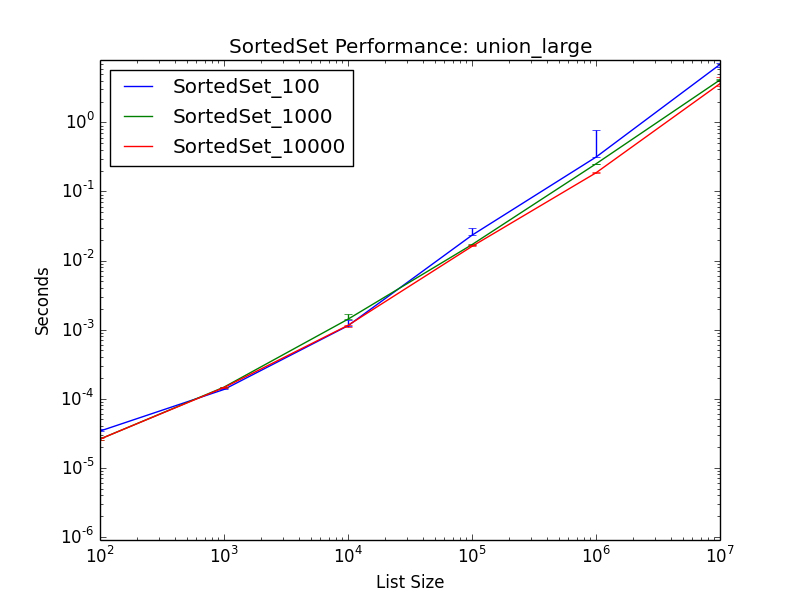 SortedSet Performance: union_large
SortedSet_100
SortedSet_1000
SortedSet_10000
Seconds
10^0
10^-1
10^-2
10^-3
10^-4
10^-5
10^-6
10^2 10^3 10^4 10^5 10^6 10^7
List Size